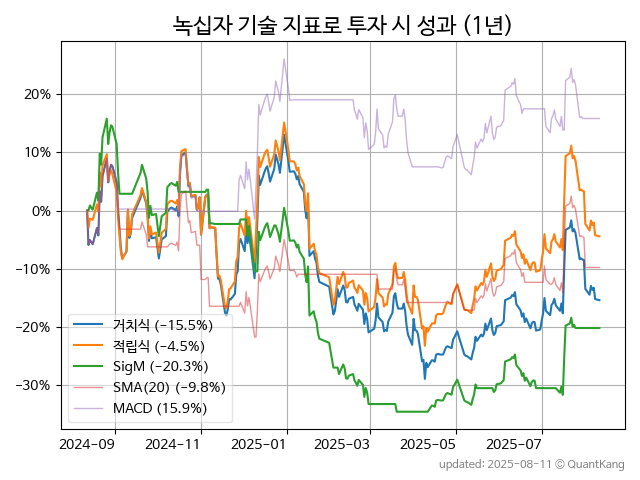 녹십자 기술 지표로 투자 시 성과 (1년)
20%
10%
0%
−10%
−20%
−30%
거치식 (−15.5%)
적립식 (−4.5%)
SigM (−20.3%)
SMA(20) (−9.8%)
MACD (15.9%)
2024-09
2024-11
2025-01
2025-03
2025-05
2025-07
updated: 2025-08-11 © QuantKang